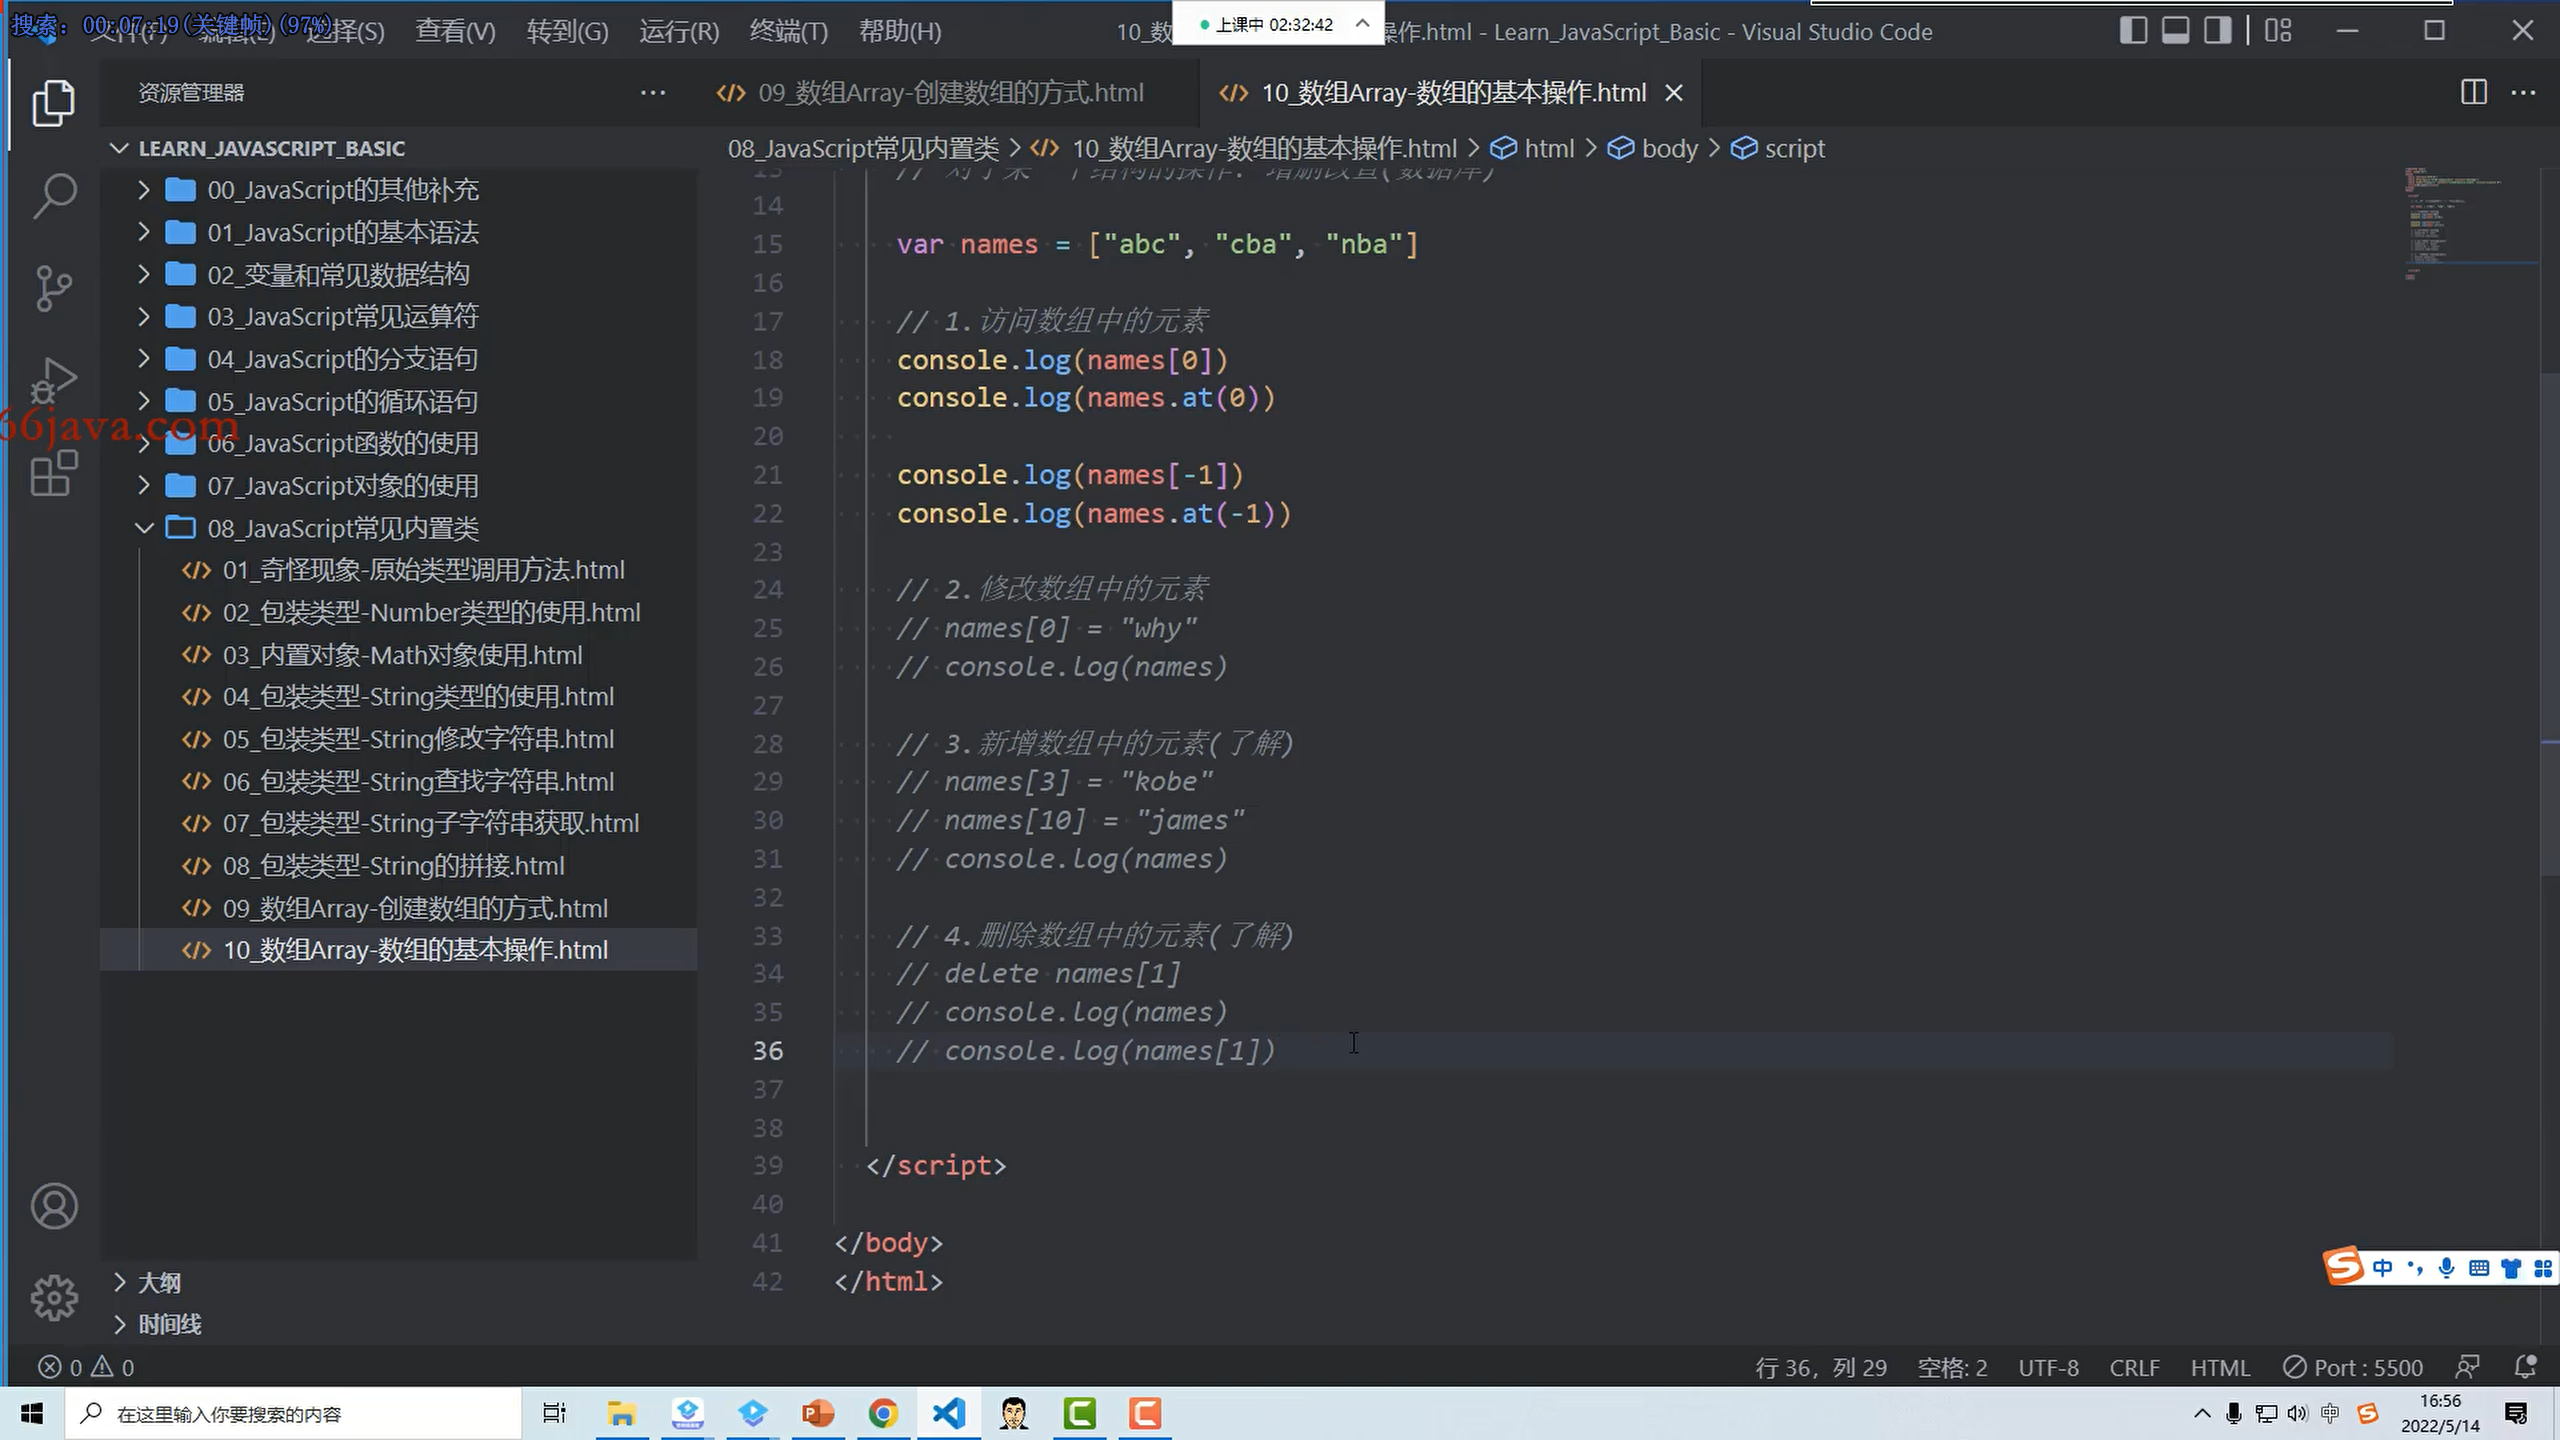 搜索: 00:07:19(关键帧)(97%)
选择(S) 查看(V) 转到(G) 运行(R) 终端(T) 帮助(H)
上课中 02:32:42
操作.html - Learn_JavaScript_Basic - Visual Studio Code
资源管理器
09_数组Array-创建数组的方式.html
10_数组Array-数组的基本操作.html
LEARN_JAVASCRIPT_BASIC
08_JavaScript常见内置类 > 10_数组Array-数组的基本操作.html > html > body > script
00_JavaScript的其他补充
01_JavaScript的基本语法
02_变量和常见数据结构
03_JavaScript常见运算符
04_JavaScript的分支语句
05_JavaScript的循环语句
66java.com
06_JavaScript函数的使用
07_JavaScript对象的使用
08_JavaScript常见内置类
01_奇怪现象-原始类型调用方法.html
02_包装类型-Number类型的使用.html
03_内置对象-Math对象使用.html
04_包装类型-String类型的使用.html
05_包装类型-String修改字符串.html
06_包装类型-String查找字符串.html
07_包装类型-String子字符串获取.html
08_包装类型-String的拼接.html
09_数组Array-创建数组的方式.html
10_数组Array-数组的基本操作.html
大纲
时间线
14
15 var names = ["abc", "cba", "nba"]
16
17 // 1.访问数组中的元素
18 console.log(names[0])
19 console.log(names.at(0))
20
21 console.log(names[-1])
22 console.log(names.at(-1))
23
24 // 2.修改数组中的元素
25 // names[0] = "why"
26 // console.log(names)
27
28 // 3.新增数组中的元素(了解)
29 // names[3] = "kobe"
30 // names[10] = "james"
31 // console.log(names)
32
33 // 4.删除数组中的元素(了解)
34 // delete names[1]
35 // console.log(names)
36 // console.log(names[1])
37
38
39 </script>
40
41 </body>
42 </html>
中
0 0
行 36，列 29 空格: 2 UTF-8 CRLF HTML Port : 5500
在这里输入你要搜索的内容
中
16:56
2022/5/14